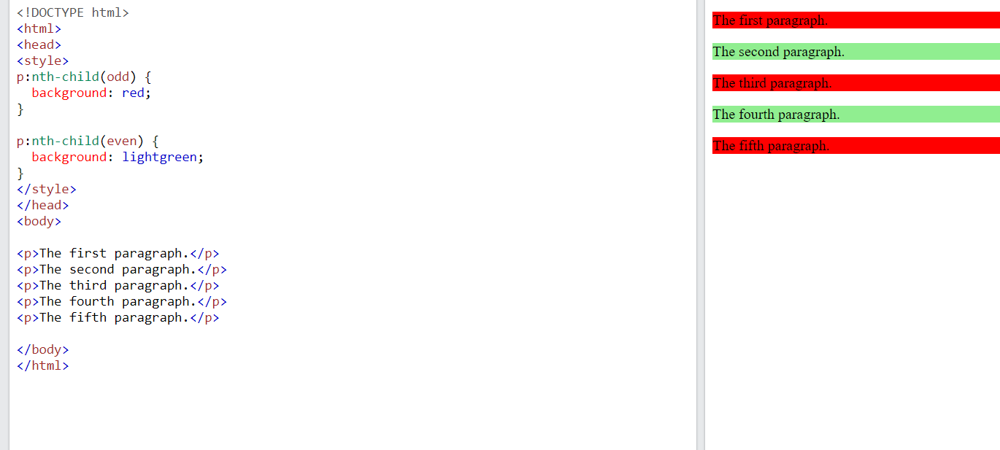 <!DOCTYPE html>
<html>
<head>
<style>
p:nth-child(odd) {
  background: red;
}

p:nth-child(even) {
  background: lightgreen;
}
</style>
</head>
<body>

<p>The first paragraph.</p>
<p>The second paragraph.</p>
<p>The third paragraph.</p>
<p>The fourth paragraph.</p>
<p>The fifth paragraph.</p>

</body>
</html>
The first paragraph.
The second paragraph.
The third paragraph.
The fourth paragraph.
The fifth paragraph.